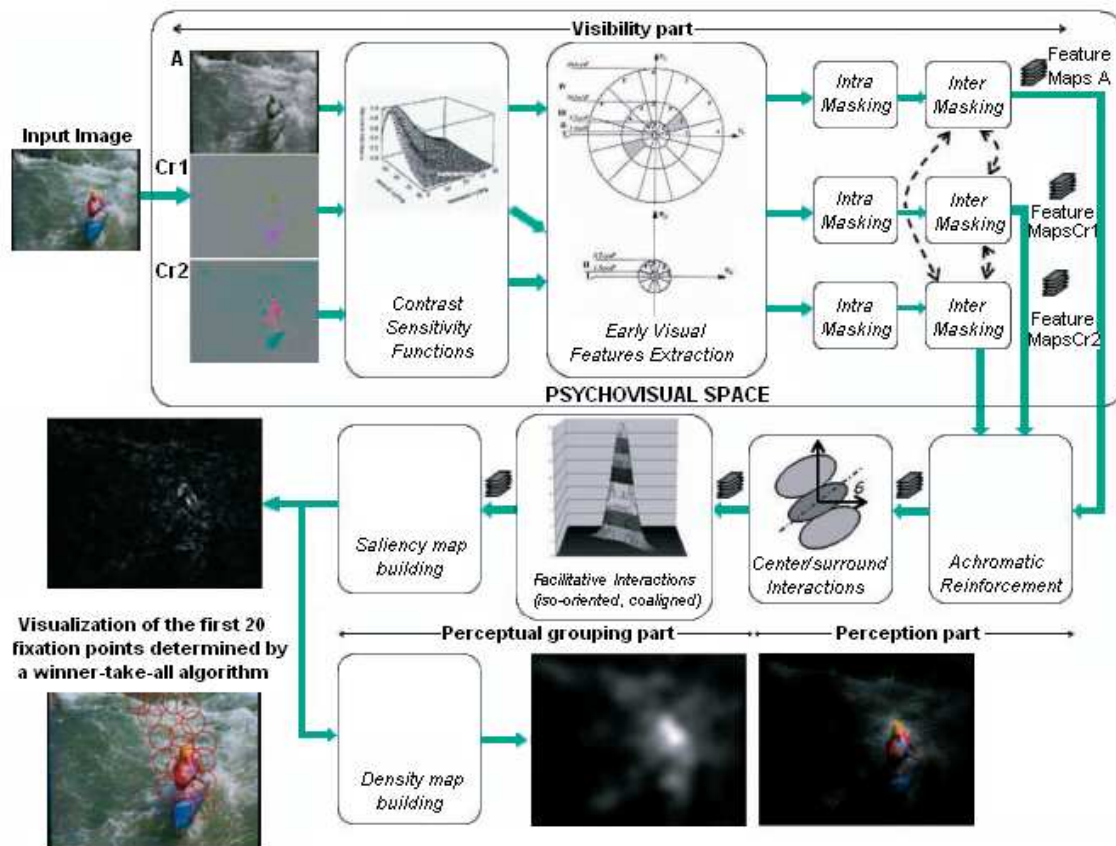 Visibility part
A
Feature
Maps A
Intra
Masking
Inter
Masking
Input Image
Cr1
Intra
Masking
Inter
Masking
Feature
MapsCr1
Cr2
Contrast
Sensitivity
Functions
Early Visual
Features Extraction
Intra
Masking
Inter
Masking
Feature
MapsCr2
PSYCHOVISUAL SPACE
Saliency map
building
Facilitative Interactions
(iso-oriented, coaligned)
Center/surround
Interactions
Achromatic
Reinforcement
Visualization of the first 20
fixation points determined by
a winner-take-all algorithm
Perceptual grouping part
Perception part
Density map
building